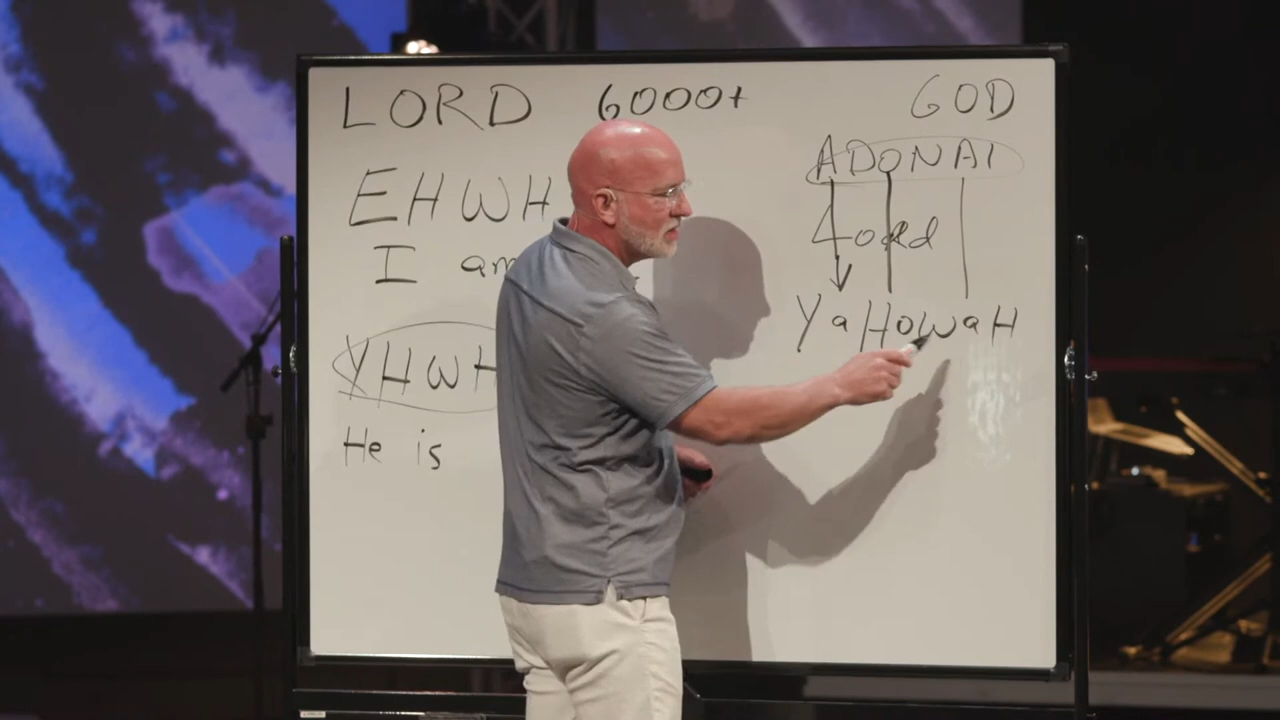 LORD 6000+
EHWH
I am
YHWH
He is
GOD
ADONAI
Lord
YaHoWaH